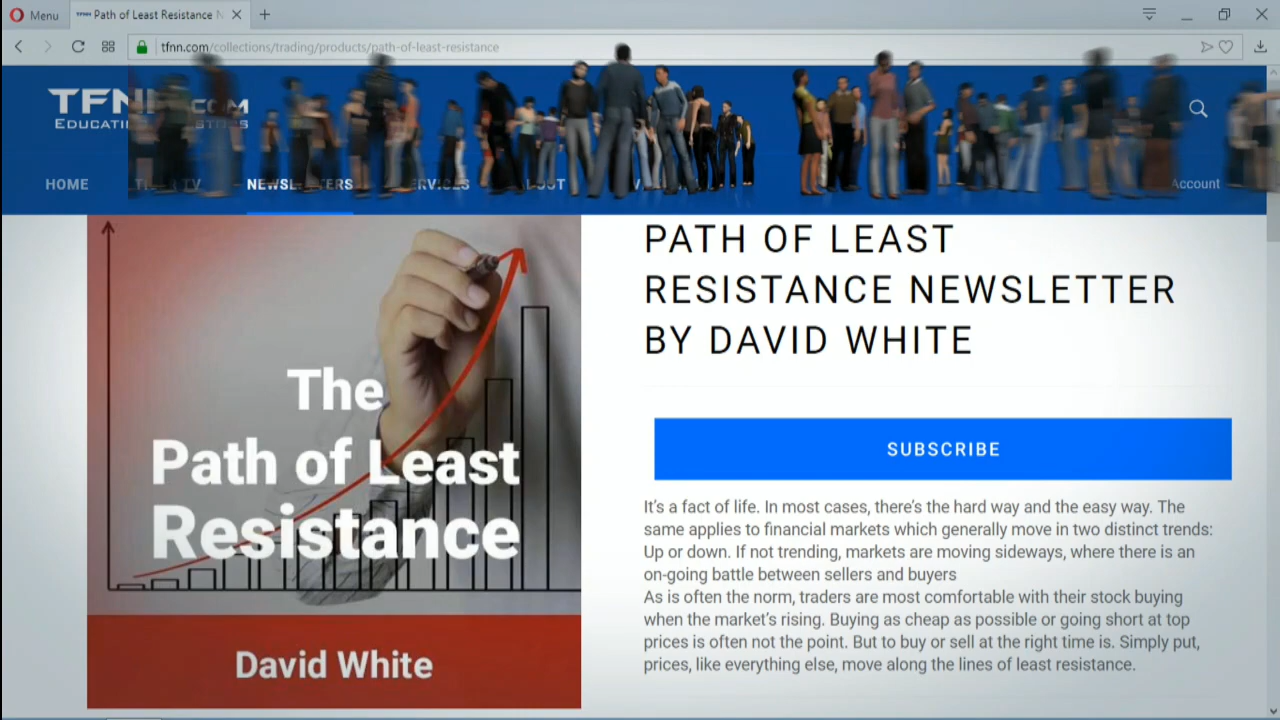 Menu
Path of Least Resistance N
tfnn.com/collections/trading/products/path-of-least-resistance
TFN .COM
EDUCATI
HOME
TV
NEWSLETTERS
SERVICES
Account
PATH OF LEAST
RESISTANCE NEWSLETTER
BY DAVID WHITE
The
Path of Least
Resistance
David White
SUBSCRIBE
It's a fact of life. In most cases, there's the hard way and the easy way. The
same applies to financial markets which generally move in two distinct trends:
Up or down. If not trending, markets are moving sideways, where there is an
on-going battle between sellers and buyers
As is often the norm, traders are most comfortable with their stock buying
when the market's rising. Buying as cheap as possible or going short at top
prices is often not the point. But to buy or sell at the right time is. Simply put,
prices, like everything else, move along the lines of least resistance.